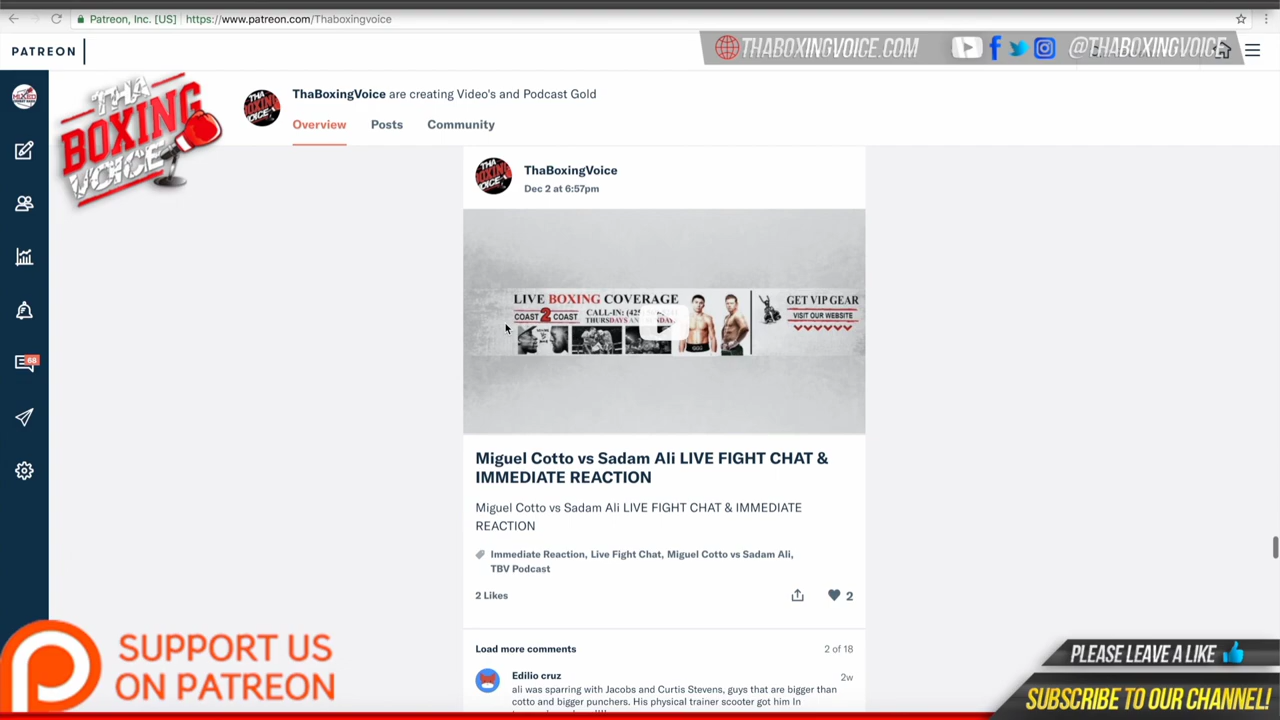 Patreon, Inc. [US] https://www.patreon.com/Thaboxingvoice
PATREON
THABOXINGVOICE.COM
@THABOXINGVOICE
THA
BOXING
VOICE
ThaBoxingVoice are creating Video's and Podcast Gold
Overview Posts Community
ThaBoxingVoice
Dec 2 at 6:57pm
LIVE BOXING COVERAGE
COAST 2 COAST
CALL-IN:
GET VIP GEAR
VISIT OUR WEBSITE
68
Miguel Cotto vs Sadam Ali LIVE FIGHT CHAT &
IMMEDIATE REACTION
Miguel Cotto vs Sadam Ali LIVE FIGHT CHAT & IMMEDIATE
REACTION
Immediate Reaction, Live Fight Chat, Miguel Cotto vs Sadam Ali,
TBV Podcast
2 Likes
2
Load more comments
2 of 18
Edilio cruz
2w
ali was sparring with Jacobs and Curtis Stevens, guys that are bigger than
cotto and bigger punchers. His physical trainer scooter got him In
SUPPORT US
ON PATREON
PLEASE LEAVE A LIKE
SUBSCRIBE TO OUR CHANNEL!